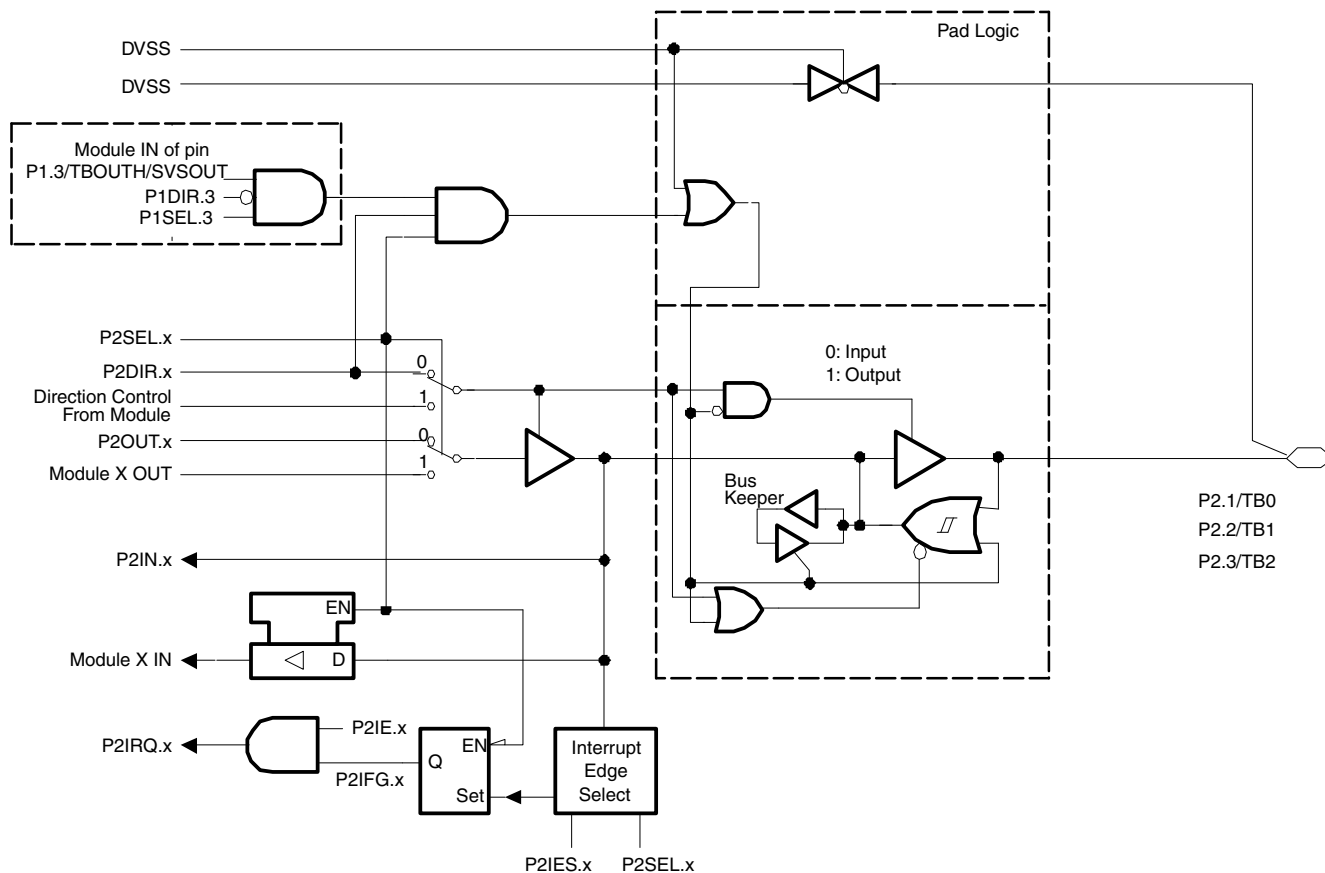 Pad Logic
DVSS
DVSS
Module IN of pin
P1.3/TBOUTH/SVSOUT
P1DIR.3
P1SEL.3
P2SEL.x
0
P2DIR.x
Direction Control
From Module
1
0
P2OUT.x
1
Module X OUT
0: Input
1: Output
Bus
Keeper
P2.1/TB0
P2.2/TB1
P2.3/TB2
P2IN.x
EN
Module X IN
D
P2IE.x
P2IRQ.x
P2IFG.x
EN
Q
Set
Interrupt
Edge
Select
P2IES.x
P2SEL.x